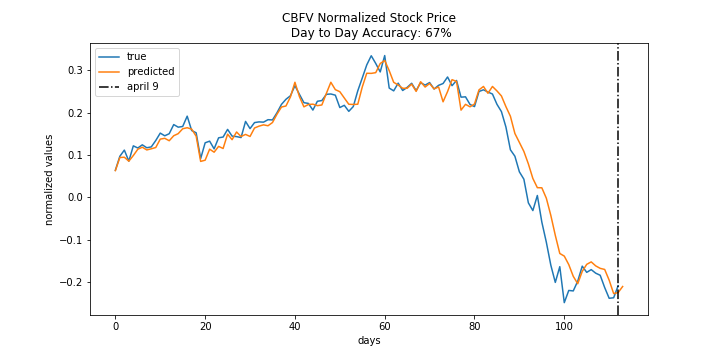 CBFV Normalized Stock Price
Day to Day Accuracy: 67%
true
predicted
april 9
normalized values
0.3
0.2
0.1
0.0
−0.1
−0.2
0
20
40
60
80
100
days